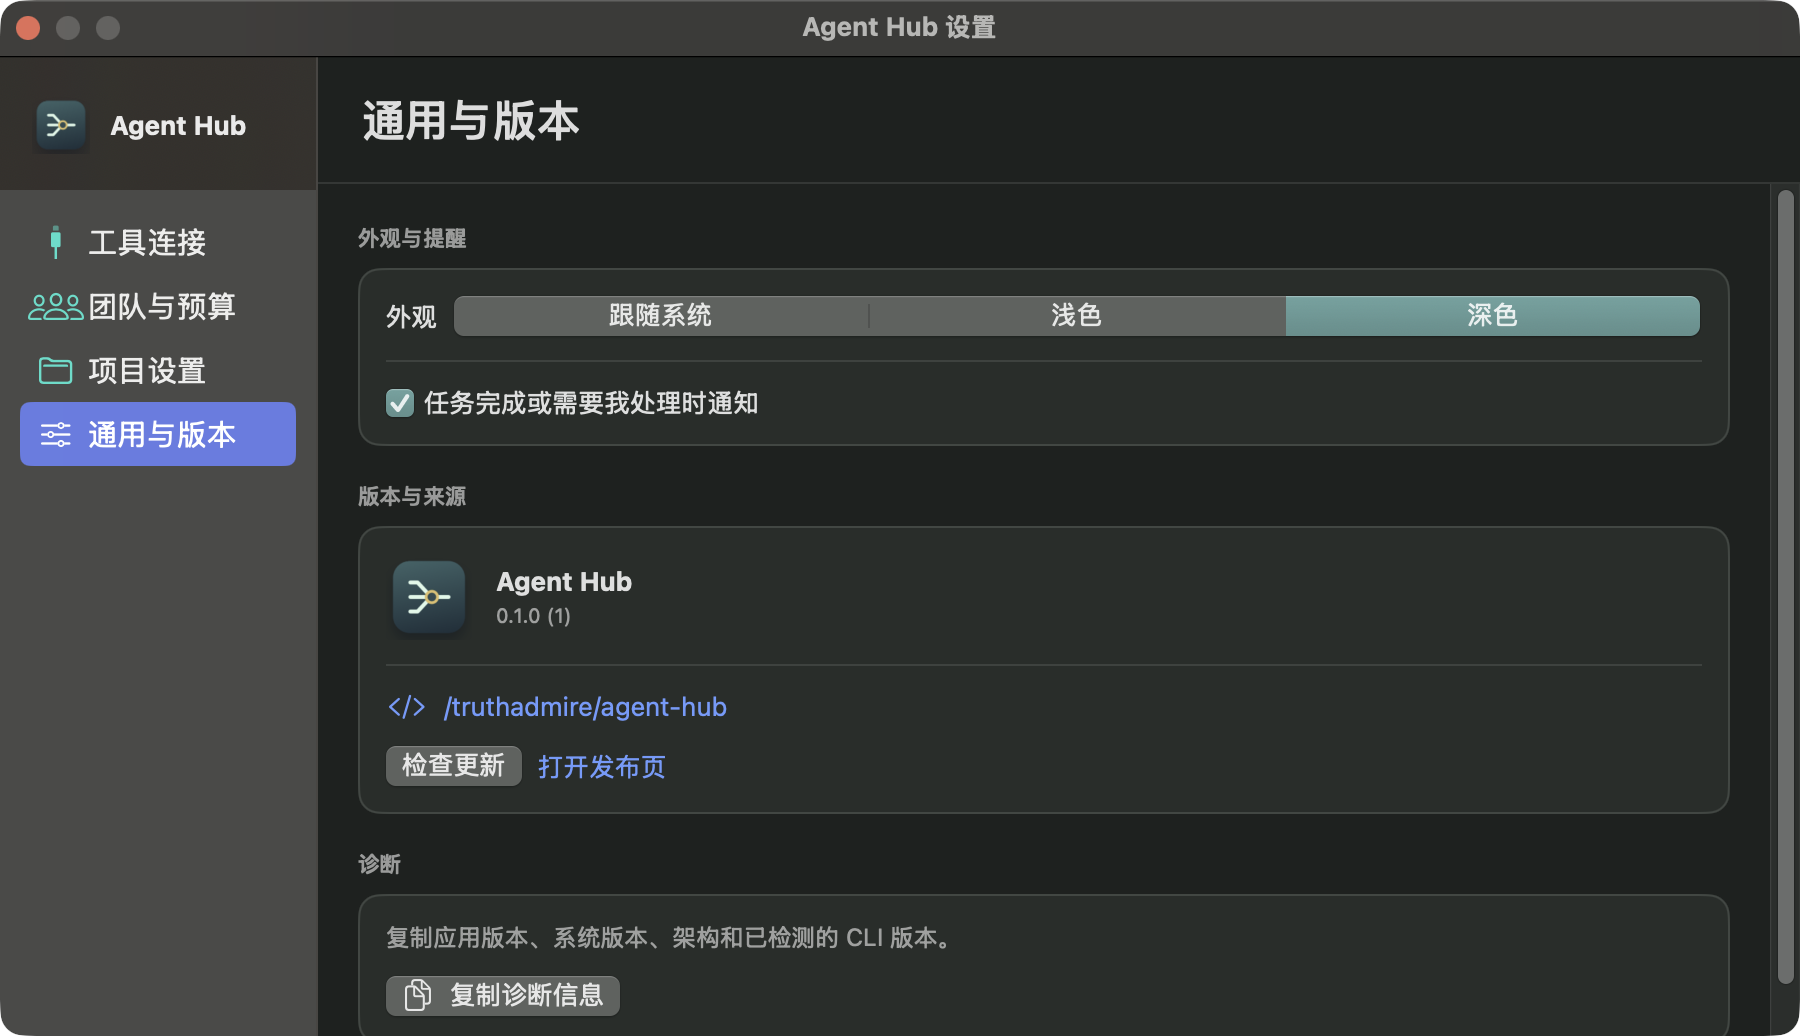 Agent Hub 设置
Agent Hub
工具连接
团队与预算
项目设置
通用与版本
通用与版本
外观与提醒
外观 跟随系统 浅色 深色
任务完成或需要我处理时通知
版本与来源
Agent Hub
0.1.0 (1)
</> /truthadmire/agent-hub
检查更新 打开发布页
诊断
复制应用版本、系统版本、架构和已检测的 CLI 版本。
复制诊断信息